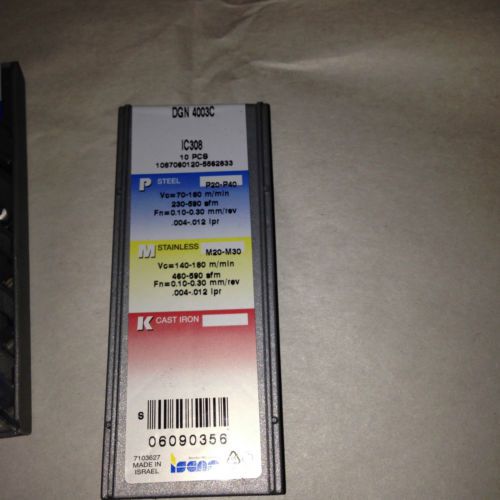 DGN 4003C
IC308
10 PCS
1067060120-5562633
P STEEL P20-P40
Vc=70-180 m/min
230-590 sfm
Fn=0.10-0.30 mm/rev
.004-.012 ipr
M STAINLESS M20-M30
Vc=140-180 m/min
460-590 sfm
Fn=0.10-0.30 mm/rev
.004-.012 ipr
K CAST IRON
S
06090356
7103627
MADE IN
ISRAEL
iscar